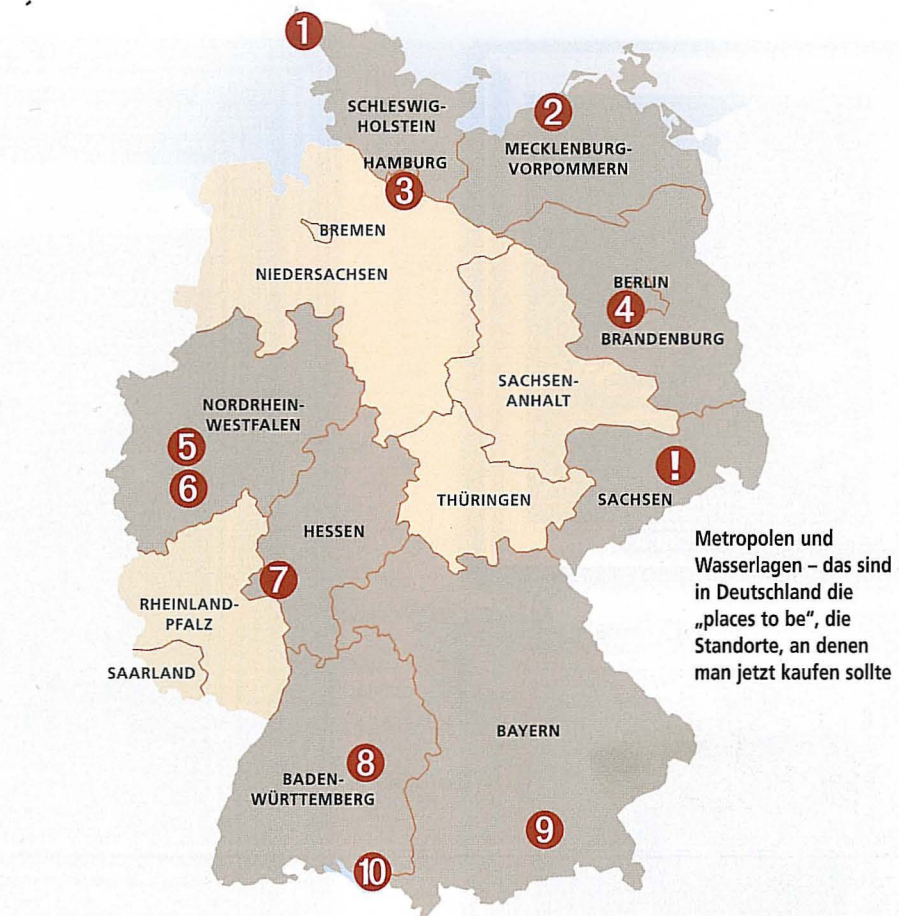 1
SCHLESWIG-
HOLSTEIN
2
MECKLENBURG-
VORPOMMERN
HAMBURG
3
BREMEN
NIEDERSACHSEN
BERLIN
4
BRANDENBURG
SACHSEN-
ANHALT
NORDRHEIN-
WESTFALEN
5
6
!
SACHSEN
THÜRINGEN
HESSEN
Metropolen und
Wasserlagen – das sind
in Deutschland die
„places to be“, die
Standorte, an denen
man jetzt kaufen sollte
7
RHEINLAND-
PFALZ
SAARLAND
BAYERN
8
BADEN-
WÜRTTEMBERG
9
10